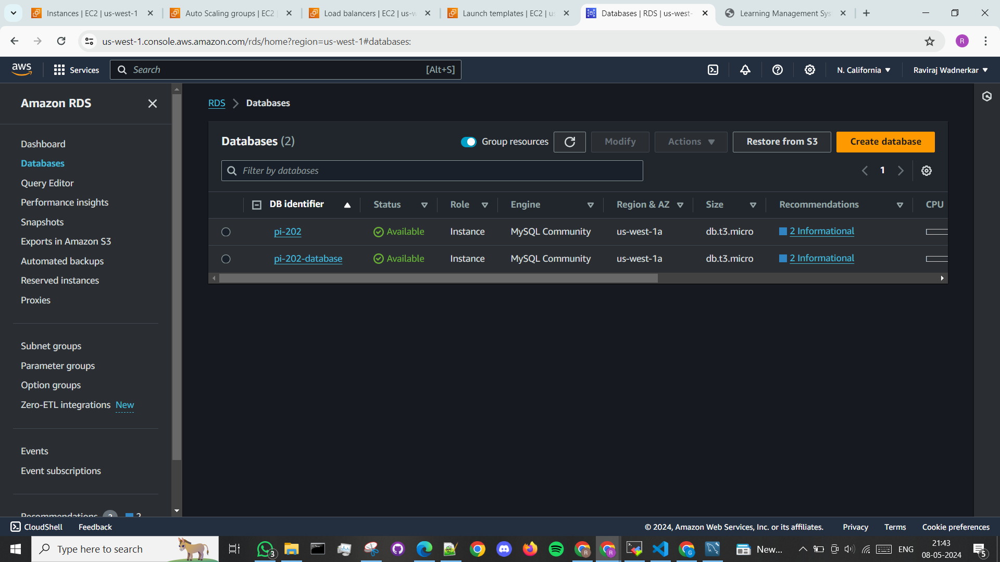 Instances | EC2 | us-west-1
Auto Scaling groups | EC2
Load balancers | EC2 | us-w
Launch templates | EC2 | us
Databases | RDS | us-west-
Learning Management Sys
us-west-1.console.aws.amazon.com/rds/home?region=us-west-1#databases:
R
aws
Services
Search
[Alt+S]
N. California
Raviraj Wadnerkar
Amazon RDS
Dashboard
Databases
Query Editor
Performance insights
Snapshots
Exports in Amazon S3
Automated backups
Reserved instances
Proxies
Subnet groups
Parameter groups
Option groups
Zero-ETL integrations New
Events
Event subscriptions
Recommendations 2 2
RDS > Databases
Databases (2)
Group resources
Modify
Actions
Restore from S3
Create database
Filter by databases
1
DB identifier Status Role Engine Region & AZ Size Recommendations CPU
pi-202 Available Instance MySQL Community us-west-1a db.t3.micro 2 Informational
pi-202-database Available Instance MySQL Community us-west-1a db.t3.micro 2 Informational
CloudShell
Feedback
© 2024, Amazon Web Services, Inc. or its affiliates.
Privacy
Terms
Cookie preferences
Type here to search
3
R
R
G
New...
ENG
21:43
08-05-2024
5